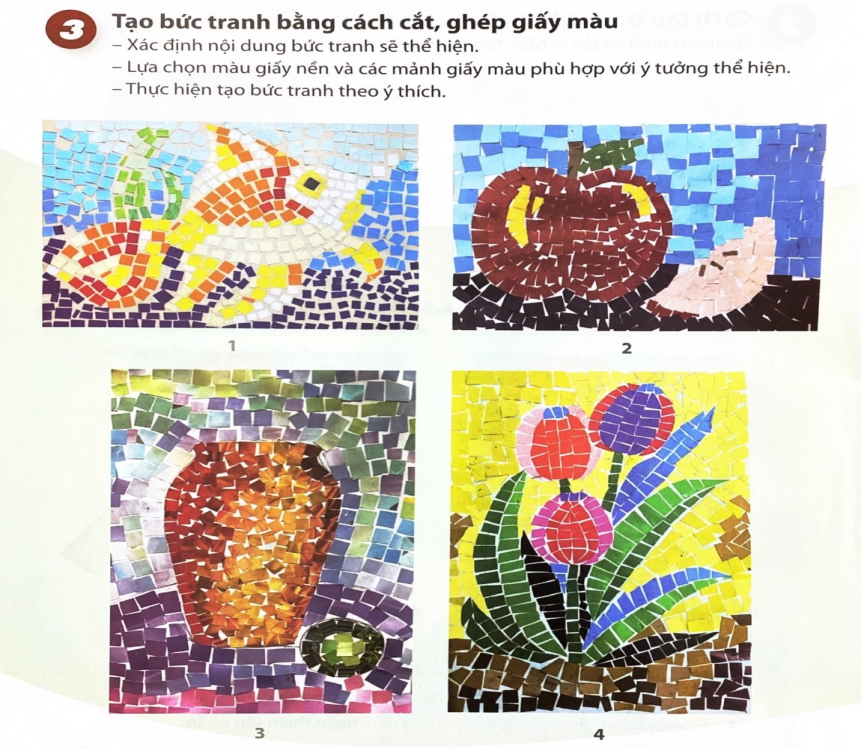 3 Tạo bức tranh bằng cách cắt, ghép giấy màu
– Xác định nội dung bức tranh sẽ thể hiện.
– Lựa chọn màu giấy nền và các mảnh giấy màu phù hợp với ý tưởng thể hiện.
– Thực hiện tạo bức tranh theo ý thích.
1
2
3
4